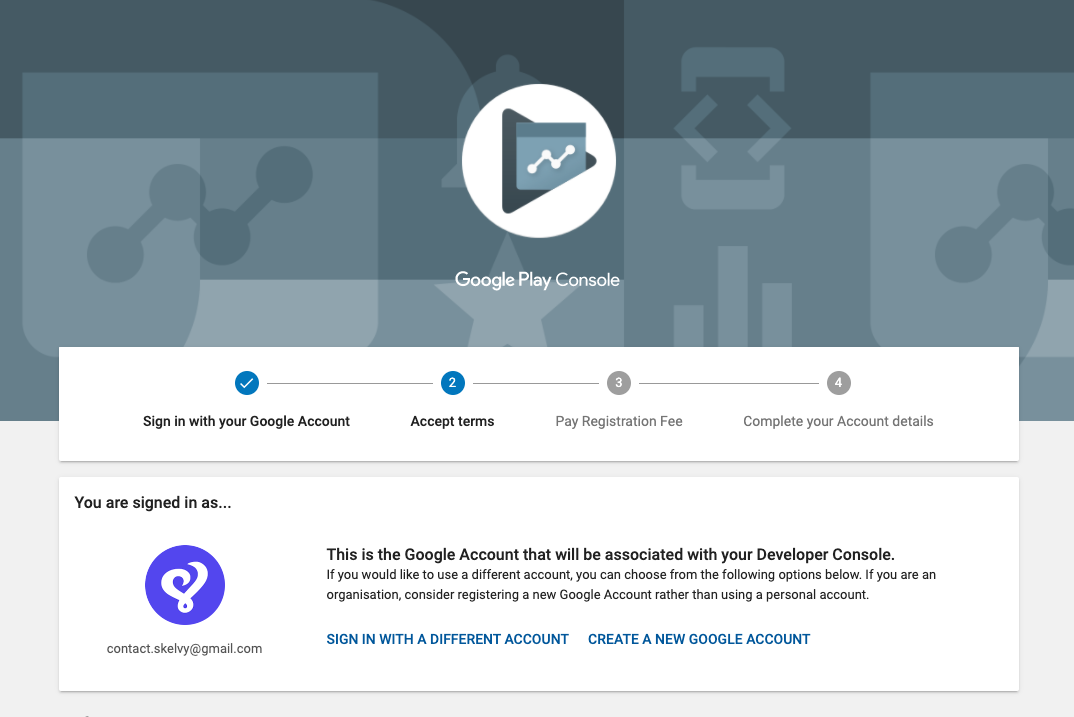 Google Play Console
2
3
4
Sign in with your Google Account
Accept terms
Pay Registration Fee
Complete your Account details
You are signed in as...
This is the Google Account that will be associated with your Developer Console.
If you would like to use a different account, you can choose from the following options below. If you are an
organisation, consider registering a new Google Account rather than using a personal account.
SIGN IN WITH A DIFFERENT ACCOUNT
CREATE A NEW GOOGLE ACCOUNT
contact.skelvy@gmail.com